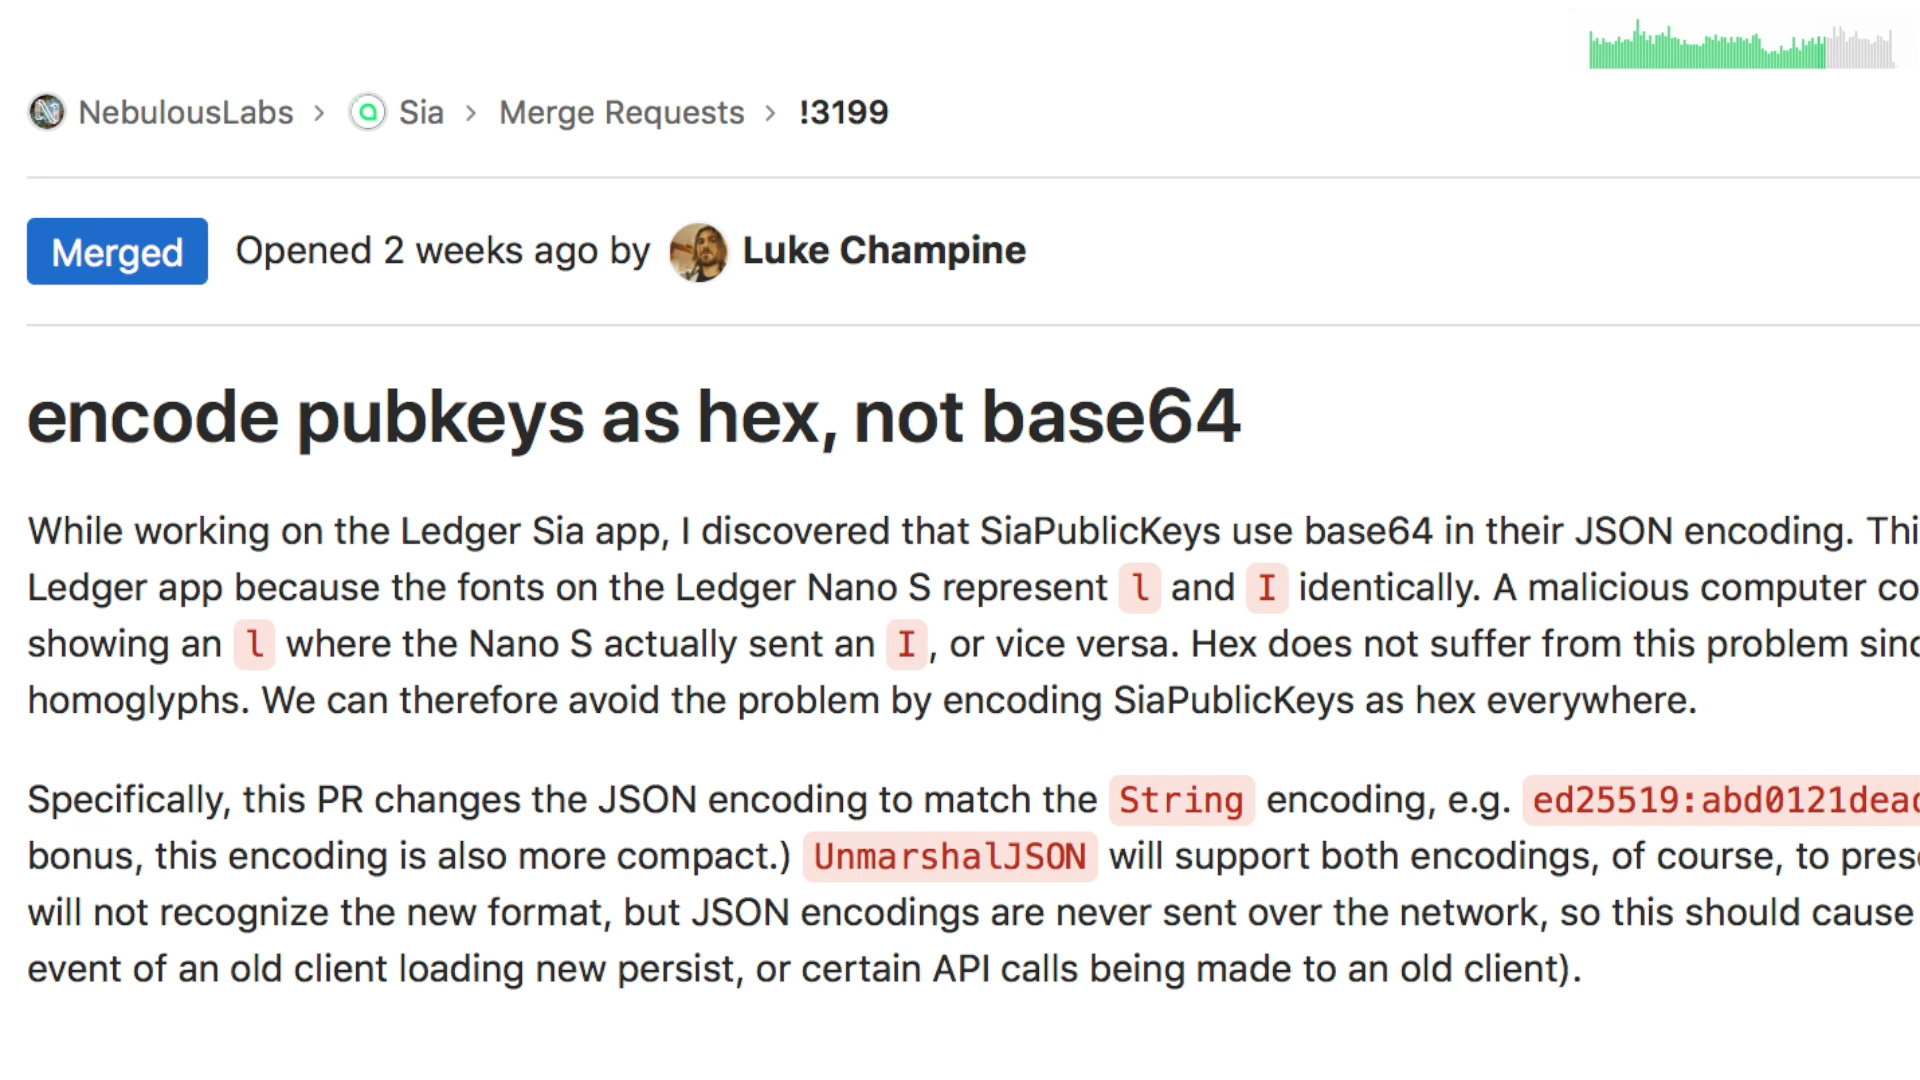 NebulousLabs > Sia > Merge Requests > !3199
Merged Opened 2 weeks ago by Luke Champine
encode pubkeys as hex, not base64
While working on the Ledger Sia app, I discovered that SiaPublicKeys use base64 in their JSON encoding. Thi
Ledger app because the fonts on the Ledger Nano S represent l and I identically. A malicious computer co
showing an l where the Nano S actually sent an I, or vice versa. Hex does not suffer from this problem sinc
homoglyphs. We can therefore avoid the problem by encoding SiaPublicKeys as hex everywhere.
Specifically, this PR changes the JSON encoding to match the String encoding, e.g. ed25519:abd0121dead
bonus, this encoding is also more compact.) UnmarshalJSON will support both encodings, of course, to prese
will not recognize the new format, but JSON encodings are never sent over the network, so this should cause
event of an old client loading new persist, or certain API calls being made to an old client).